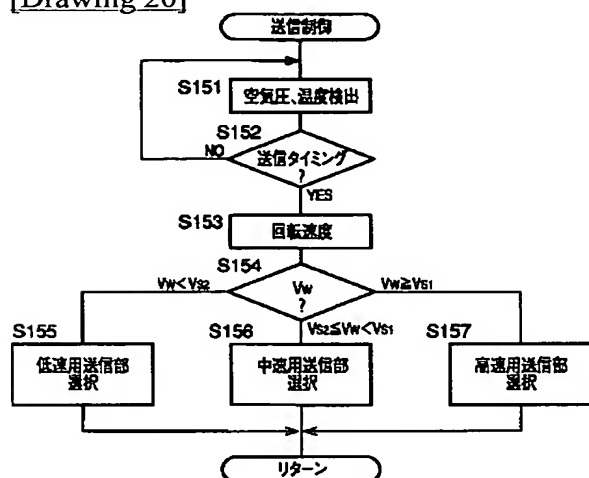 [Drawing 20]
送信制御
S151
空気圧、温度検出
S152
NO
送信タイミング
?
YES
S153
回転速度
S154
Vw<Vs2
Vw
?
Vw≧Vs1
S155
S156
Vs2≦Vw<Vs1
S157
低速用送信部
選択
中速用送信部
選択
高速用送信部
選択
リターン